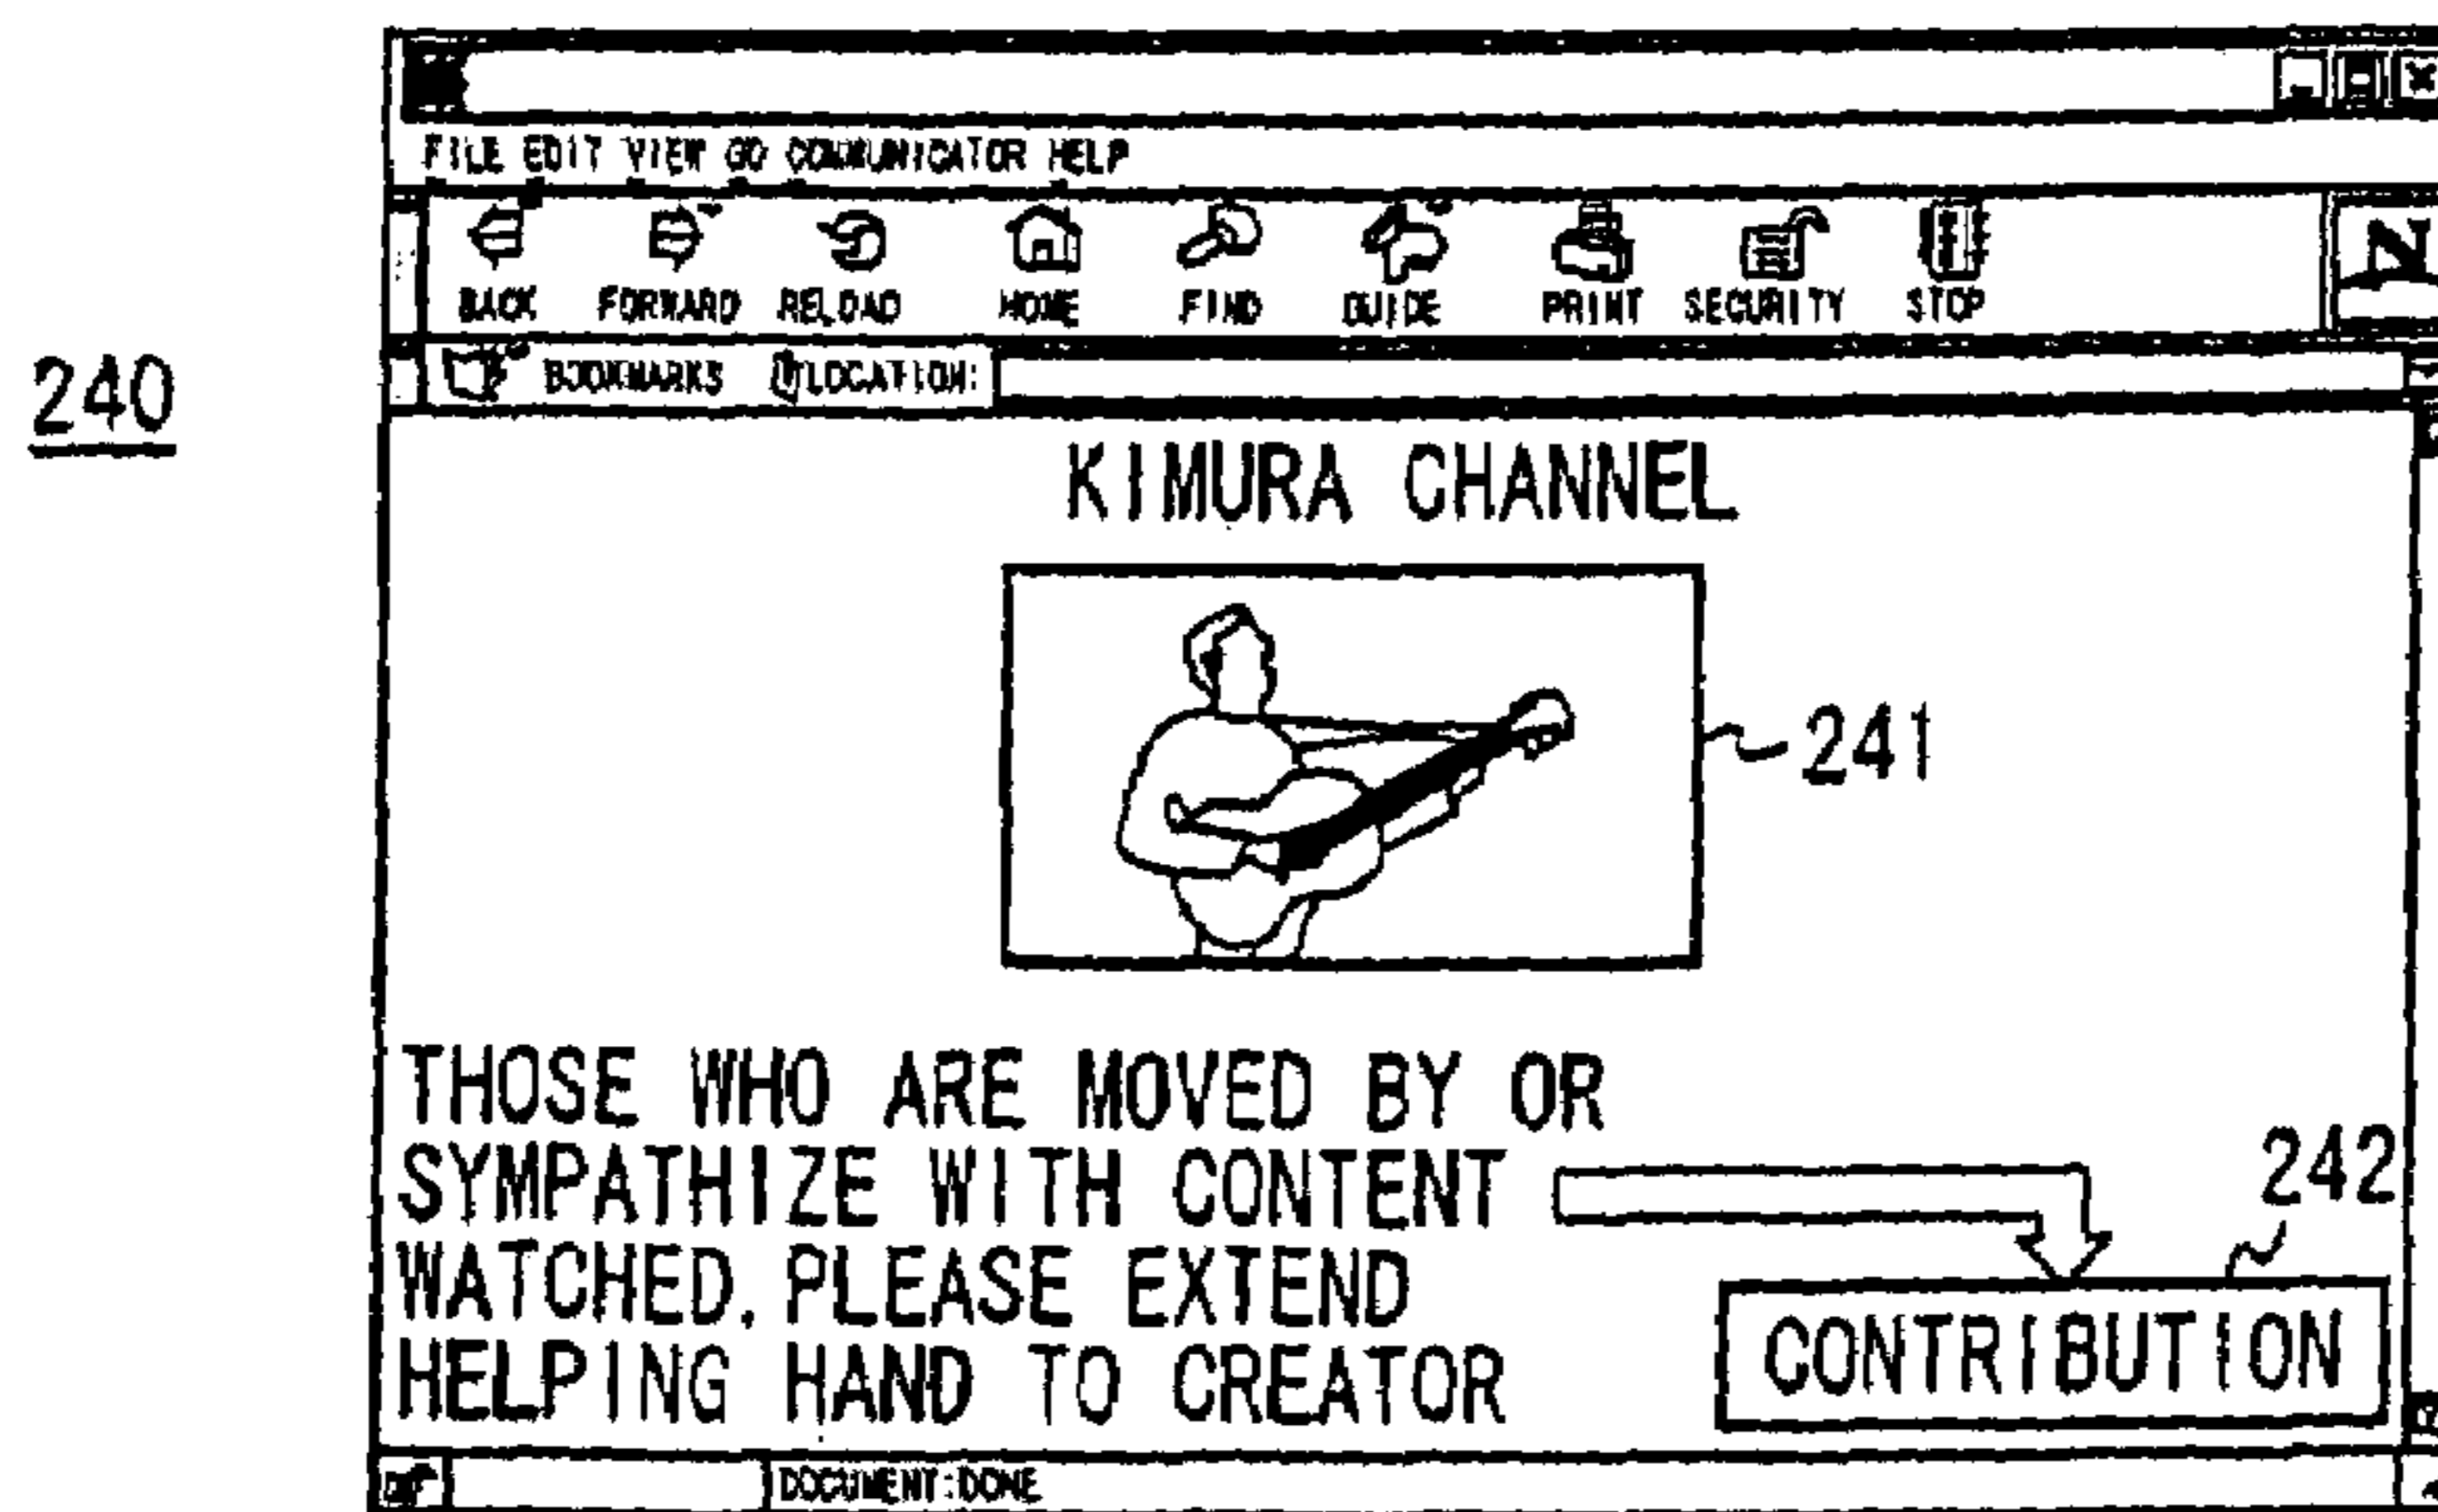 FILE EDIT VIEW GO COMMUNICATOR HELP
N
BACK FORWARD RELOAD HOME FIND GUIDE PRINT SECURITY STOP
240
BOOKMARKS LOCATION:
KIMURA CHANNEL
241
THOSE WHO ARE MOVED BY OR
SYMPATHIZE WITH CONTENT
242
WATCHED, PLEASE EXTEND
HELPING HAND TO CREATOR
CONTRIBUTION
DOCUMENT:DONE